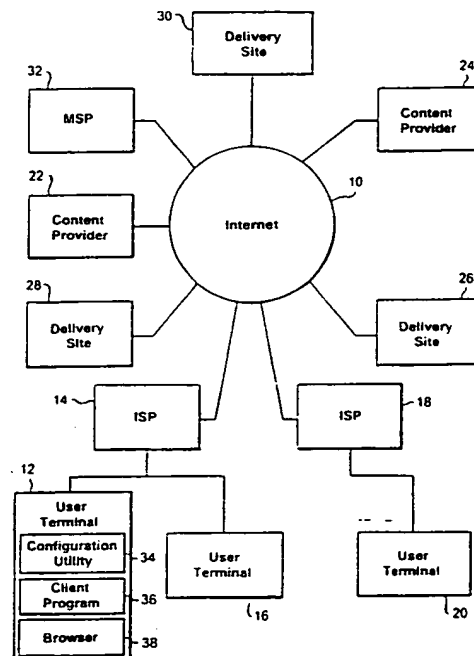 30
Delivery
Site
32
MSP
24
Content
Provider
22
Content
Provider
10
Internet
28
Delivery
Site
26
Delivery
Site
14
ISP
18
ISP
12
User
Terminal
Configuration
Utility
34
Client
Program
36
Browser
38
User
Terminal
16
User
Terminal
20